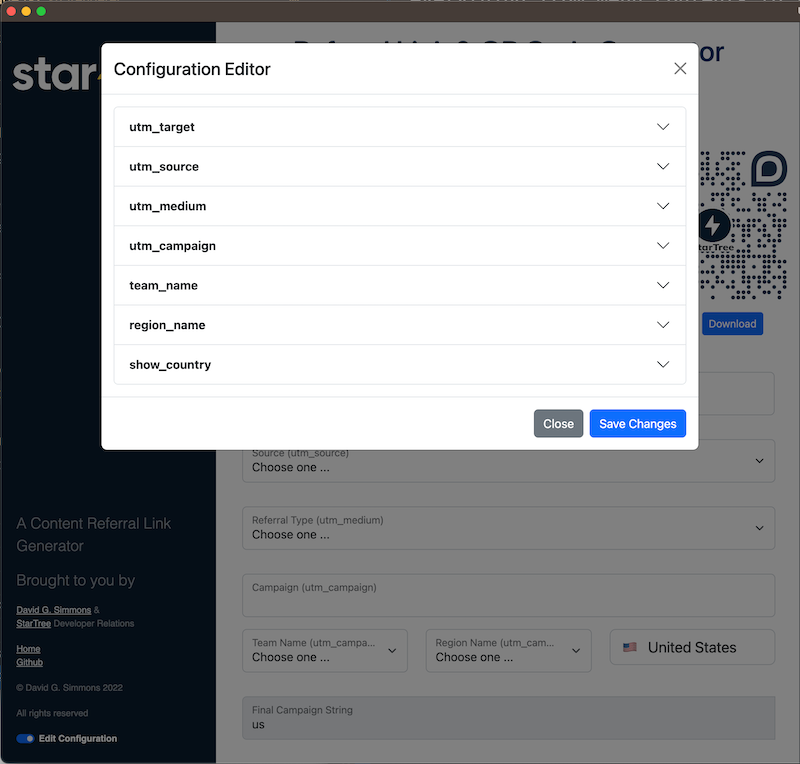 Configuration Editor
utm_target
utm_source
utm_medium
utm_campaign
team_name
region_name
show_country
Close
Save Changes
star
or
StarTree
Download
Source (utm_source)
Choose one ...
Referral Type (utm_medium)
Choose one ...
Campaign (utm_campaign)
Team Name (utm_campa...
Choose one ...
Region Name (utm_cam...
Choose one ...
United States
Final Campaign String
us
A Content Referral Link
Generator
Brought to you by
David G. Simmons &
StarTree Developer Relations
Home
Github
© David G. Simmons 2022
All rights reserved
Edit Configuration